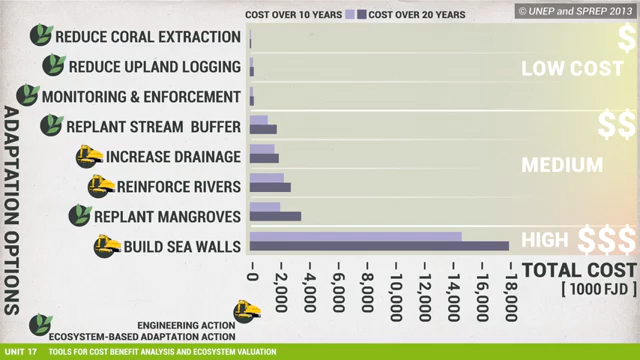 COST OVER 10 YEARS COST OVER 20 YEARS
© UNEP and SPREP 2013
ADAPTATION OPTIONS
REDUCE CORAL EXTRACTION
$
REDUCE UPLAND LOGGING
LOW COST
MONITORING & ENFORCEMENT
REPLANT STREAM BUFFER
$$
INCREASE DRAINAGE
MEDIUM
REINFORCE RIVERS
REPLANT MANGROVES
BUILD SEA WALLS
HIGH $$$
0
2,000
4,000
6,000
8,000
10,000
12,000
14,000
16,000
18,000
TOTAL COST
[ 1000 FJD ]
ENGINEERING ACTION
ECOSYSTEM-BASED ADAPTATION ACTION
UNIT 17 TOOLS FOR COST BENEFIT ANALYSIS AND ECOSYSTEM VALUATION